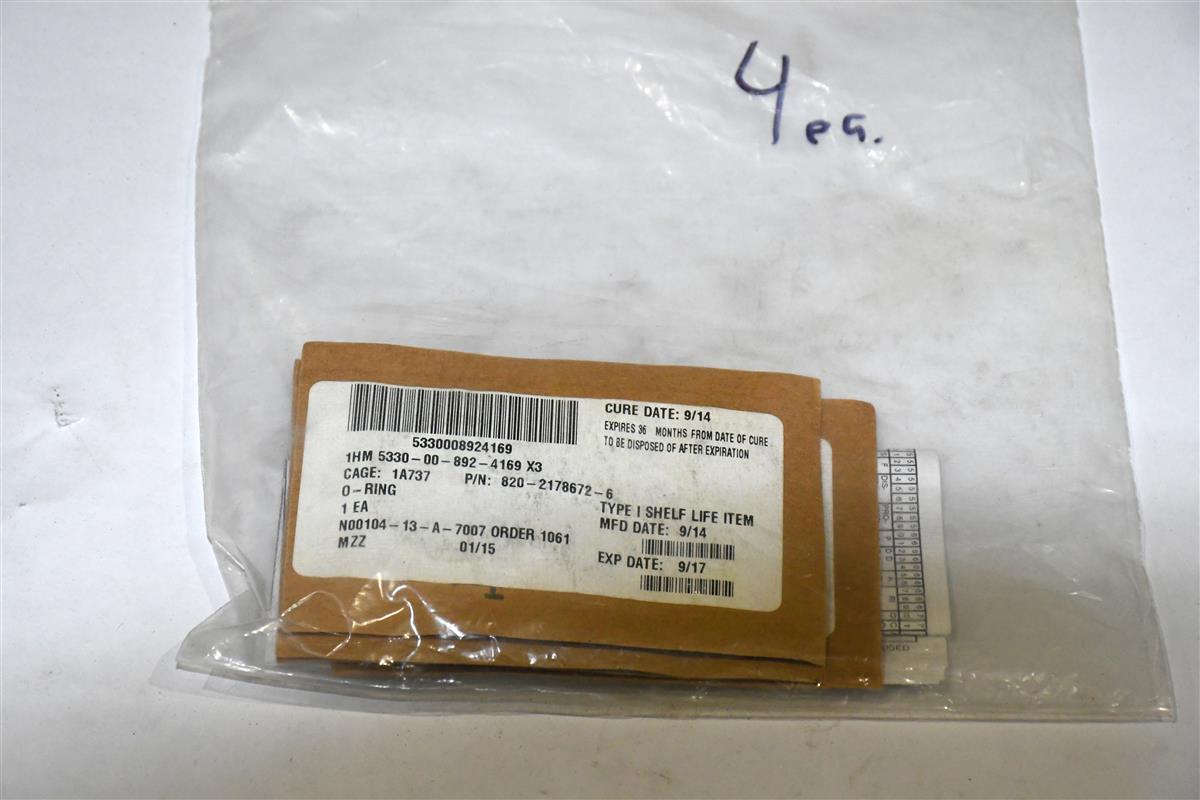 4 ea.
5330008924169
1HM 5330-00-892-4169 X3
CAGE: 1A737 P/N: 820-2178672-6
O-RING
1 EA
N00104-13-A-7007 ORDER 1061
MZZ 01/15
CURE DATE: 9/14
EXPIRES 36 MONTHS FROM DATE OF CURE
TO BE DISPOSED OF AFTER EXPIRATION
TYPE I SHELF LIFE ITEM
MFD DATE: 9/14
EXP DATE: 9/17